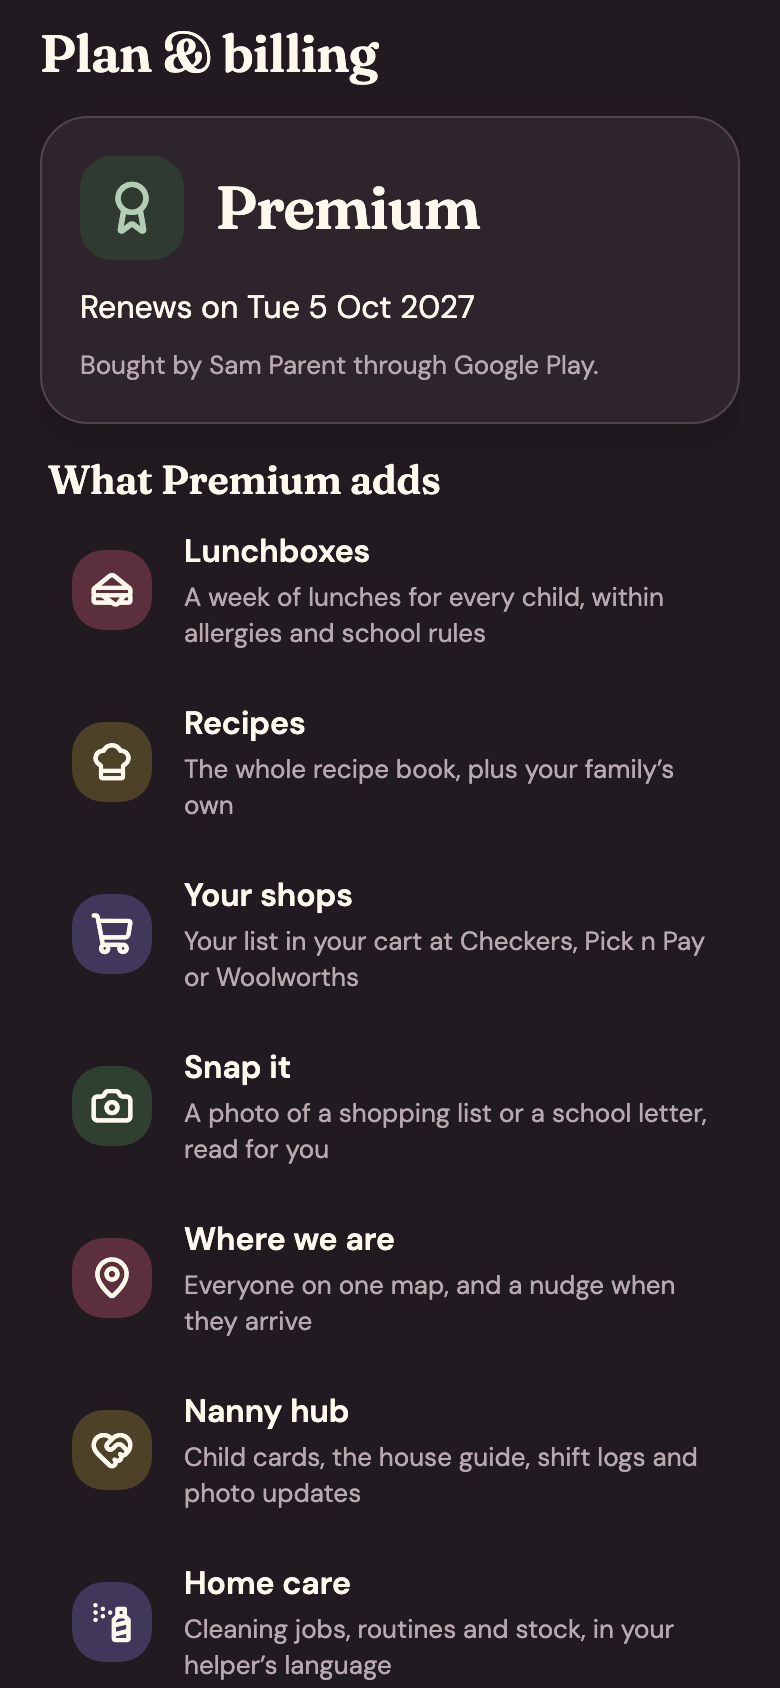 Plan & billing
Premium
Renews on Tue 5 Oct 2027
Bought by Sam Parent through Google Play.
What Premium adds
Lunchboxes
A week of lunches for every child, within
allergies and school rules
Recipes
The whole recipe book, plus your family’s
own
Your shops
Your list in your cart at Checkers, Pick n Pay
or Woolworths
Snap it
A photo of a shopping list or a school letter,
read for you
Where we are
Everyone on one map, and a nudge when
they arrive
Nanny hub
Child cards, the house guide, shift logs and
photo updates
Home care
Cleaning jobs, routines and stock, in your
helper’s language